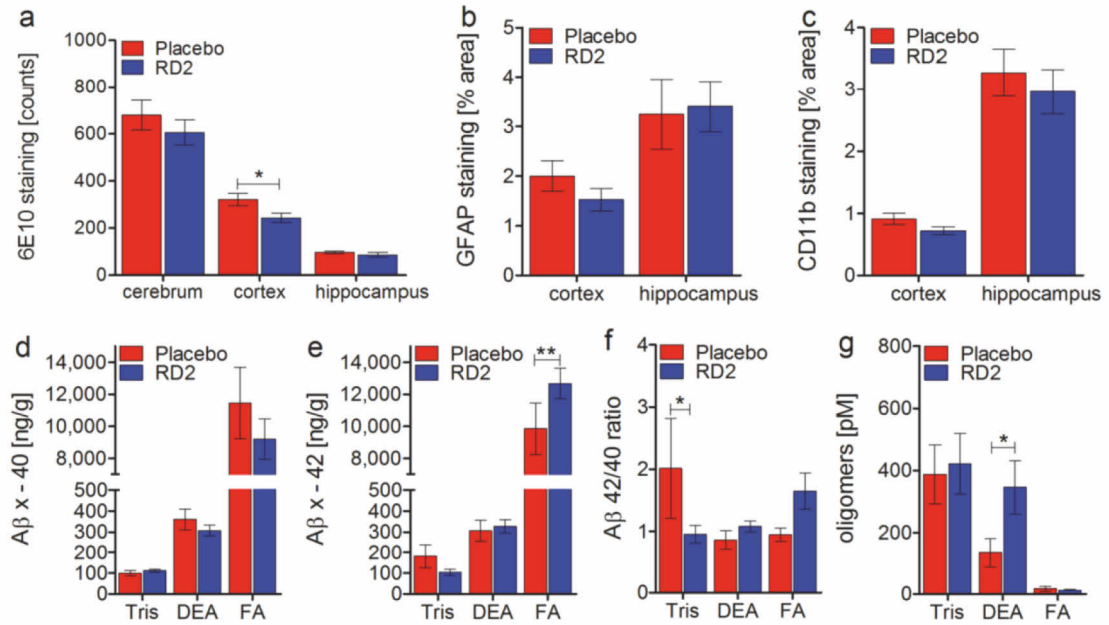 a
6E10 staining [counts]
1000
800
600
400
200
0
Placebo
RD2
*
cerebrum cortex hippocampus
b
GFAP staining [% area]
5
4
3
2
1
0
Placebo
RD2
cortex hippocampus
c
CD11b staining [% area]
4
3
2
1
0
Placebo
RD2
cortex hippocampus
d
Aβ x - 40 [ng/g]
14,000
12,000
10,000
8,000
500
400
300
200
100
0
Placebo
RD2
Tris DEA FA
e
Aβ x - 42 [ng/g]
14,000
12,000
10,000
8,000
500
400
300
200
100
0
Placebo
RD2
**
Tris DEA FA
f
Aβ 42/40 ratio
4
3
2
1
0
Placebo
RD2
*
Tris DEA FA
g
oligomers [pM]
800
600
400
200
0
Placebo
RD2
*
Tris DEA FA